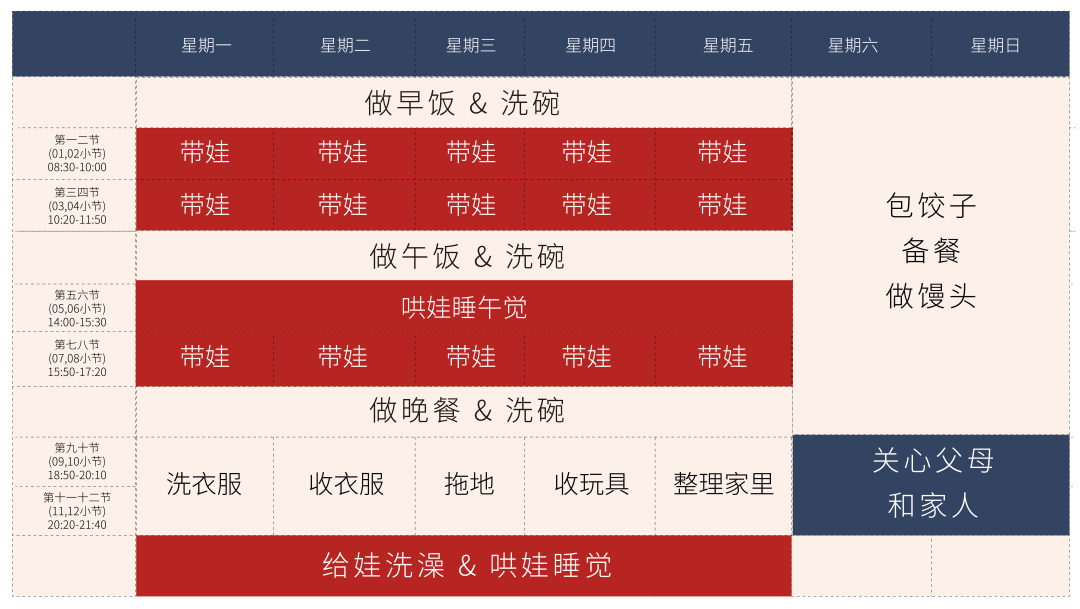 星期一 星期二 星期三 星期四 星期五 星期六 星期日
做早饭 & 洗碗
第一二节
(01,02小节)
08:30-10:00
带娃 带娃 带娃 带娃 带娃
第三四节
(03,04小节)
10:20-11:50
带娃 带娃 带娃 带娃 带娃
做午饭 & 洗碗
第五六节
(05,06小节)
14:00-15:30
哄娃睡午觉
第七八节
(07,08小节)
15:50-17:20
带娃 带娃 带娃 带娃 带娃
做晚餐 & 洗碗
第九十节
(09,10小节)
18:50-20:10
第十一十二节
(11,12小节)
20:20-21:40
洗衣服 收衣服 拖地 收玩具 整理家里
给娃洗澡 & 哄娃睡觉
包饺子
备餐
做馒头
关心父母
和家人